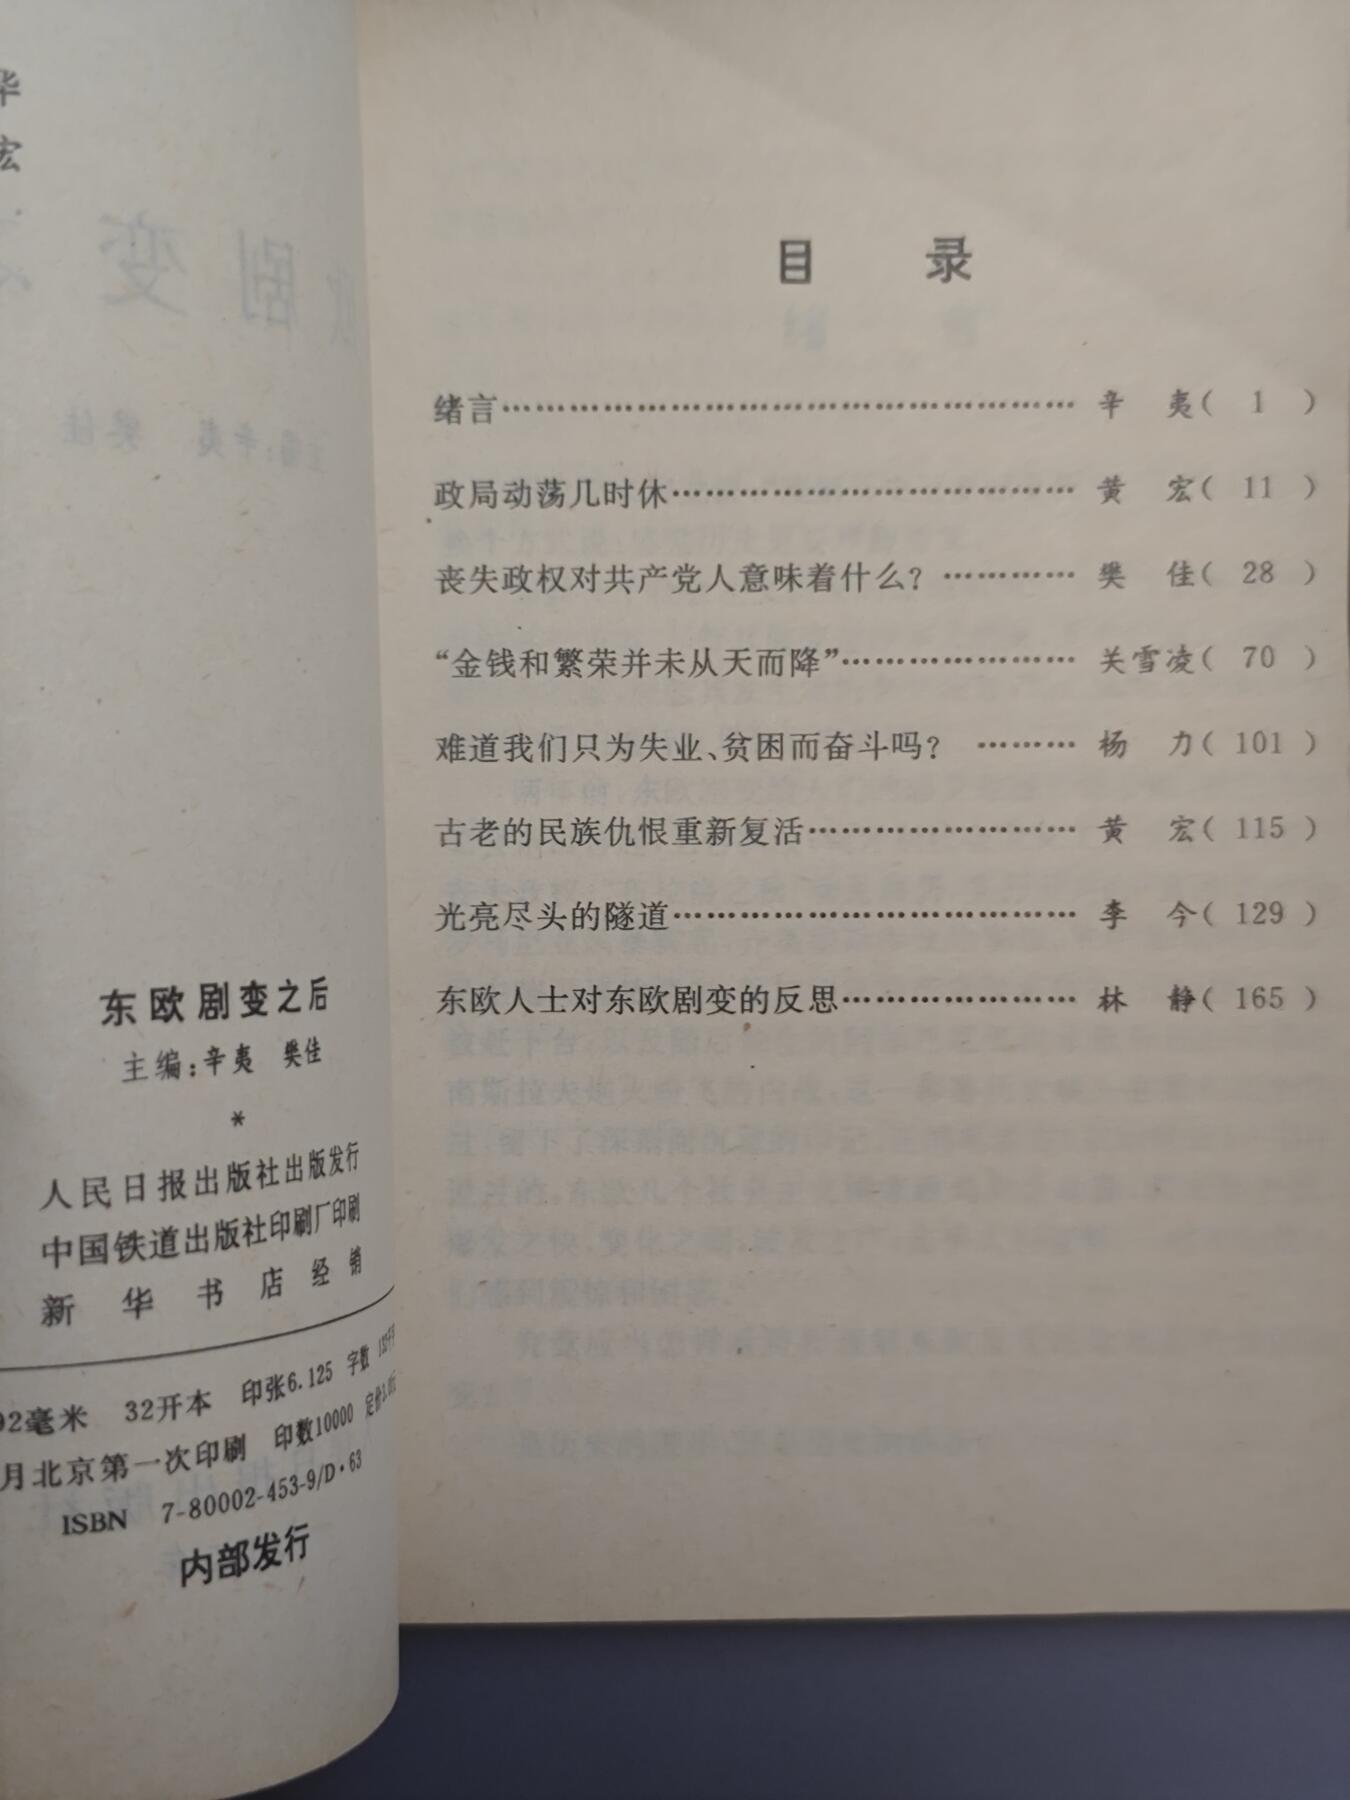 华
宏
东欧剧变之后
主编：辛夷 樊佳
*
人民日报出版社出版发行
中国铁道出版社印刷厂印刷
新华书店经销
92毫米 32开本 印张6.125 字数
月北京第一次印刷 印数10000 定价
ISBN 7-80002-453-9/D·63
内部发行
目 录
绪言………………………………………………辛 夷( 1 )
政局动荡几时休…………………………………黄 宏( 11 )
丧失政权对共产党人意味着什么? …………樊 佳( 28 )
“金钱和繁荣并未从天而降”…………………关雪凌( 70 )
难道我们只为失业、贫困而奋斗吗? ………杨 力( 101 )
古老的民族仇恨重新复活………………………黄 宏( 115 )
光亮尽头的隧道…………………………………李 今( 129 )
东欧人士对东欧剧变的反思……………………林 静( 165 )